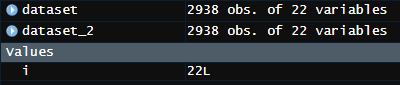 dataset 2938 obs. of 22 variables
dataset_2 2938 obs. of 22 variables
Values
i 22L